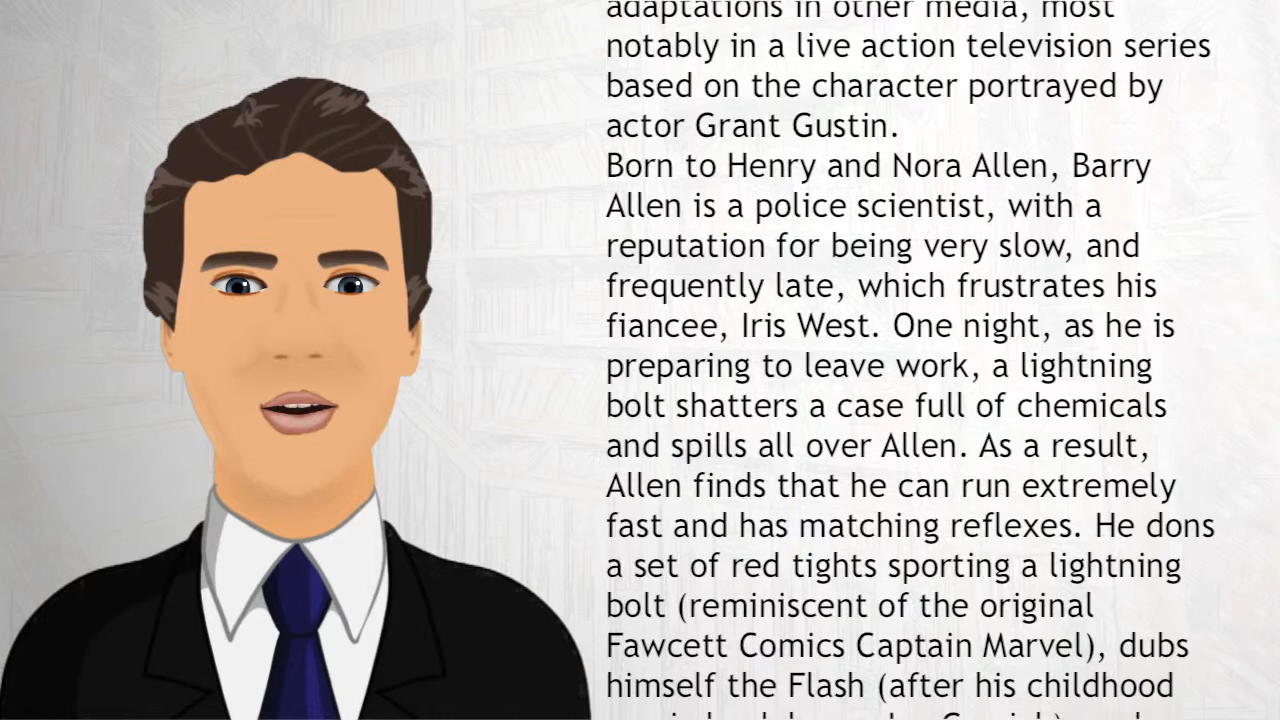 adaptations in other media, most
notably in a live action television series
based on the character portrayed by
actor Grant Gustin.
Born to Henry and Nora Allen, Barry
Allen is a police scientist, with a
reputation for being very slow, and
frequently late, which frustrates his
fiancee, Iris West. One night, as he is
preparing to leave work, a lightning
bolt shatters a case full of chemicals
and spills all over Allen. As a result,
Allen finds that he can run extremely
fast and has matching reflexes. He dons
a set of red tights sporting a lightning
bolt (reminiscent of the original
Fawcett Comics Captain Marvel), dubs
himself the Flash (after his childhood